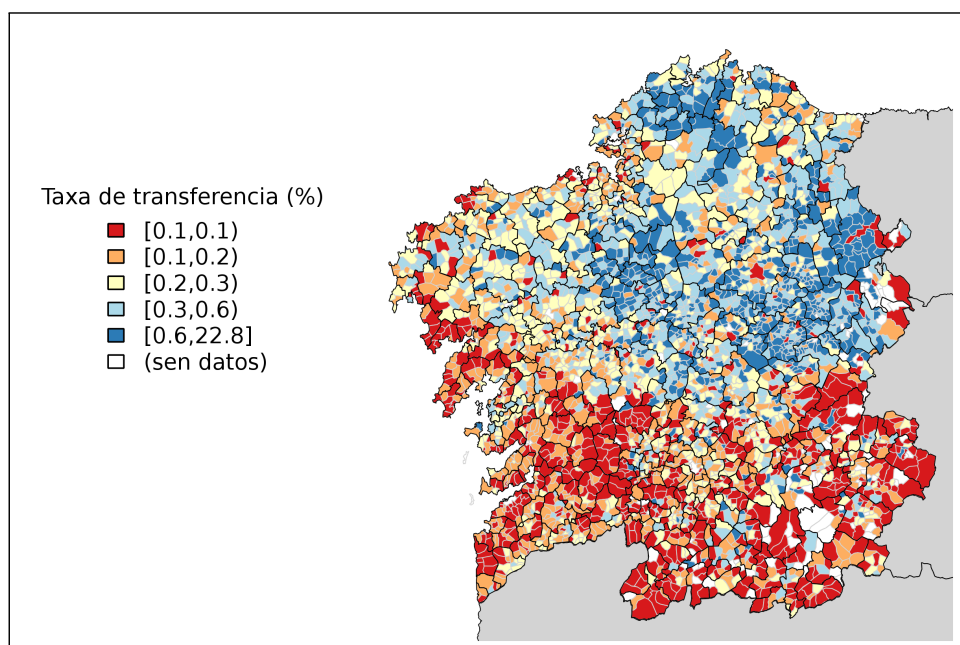 Taxa de transferencia (%)
[0.1,0.1)
[0.1,0.2)
[0.2,0.3)
[0.3,0.6)
[0.6,22.8]
(sen datos)